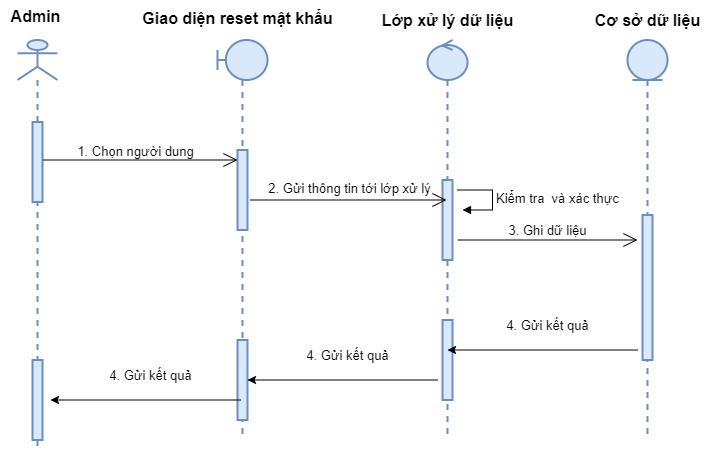 Admin
Giao diện reset mật khẩu
Lớp xử lý dữ liệu
Cơ sở dữ liệu
1. Chọn người dung
2. Gửi thông tin tới lớp xử lý
Kiểm tra và xác thực
3. Ghi dữ liệu
4. Gửi kết quả
4. Gửi kết quả
4. Gửi kết quả